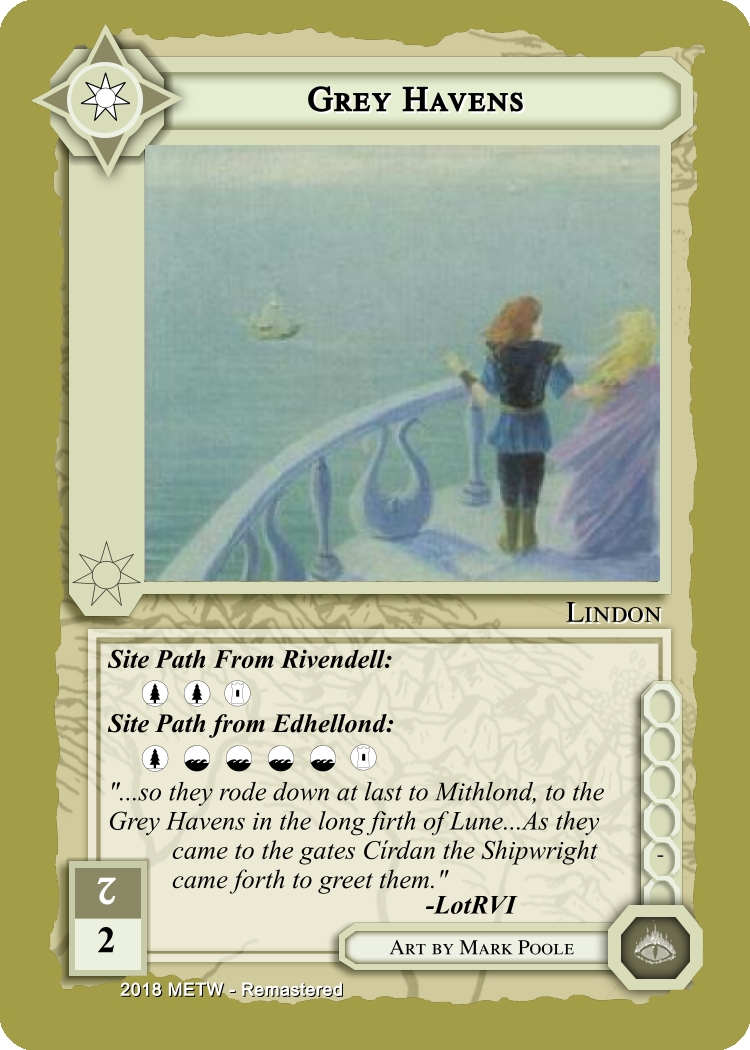 Grey Havens
Lindon
Site Path From Rivendell:
Site Path from Edhellond:
"...so they rode down at last to Mithlond, to the
Grey Havens in the long firth of Lune...As they
came to the gates Círdan the Shipwright
came forth to greet them."
-LotRVI
-
2
2
Art by Mark Poole
2018 METW - Remastered